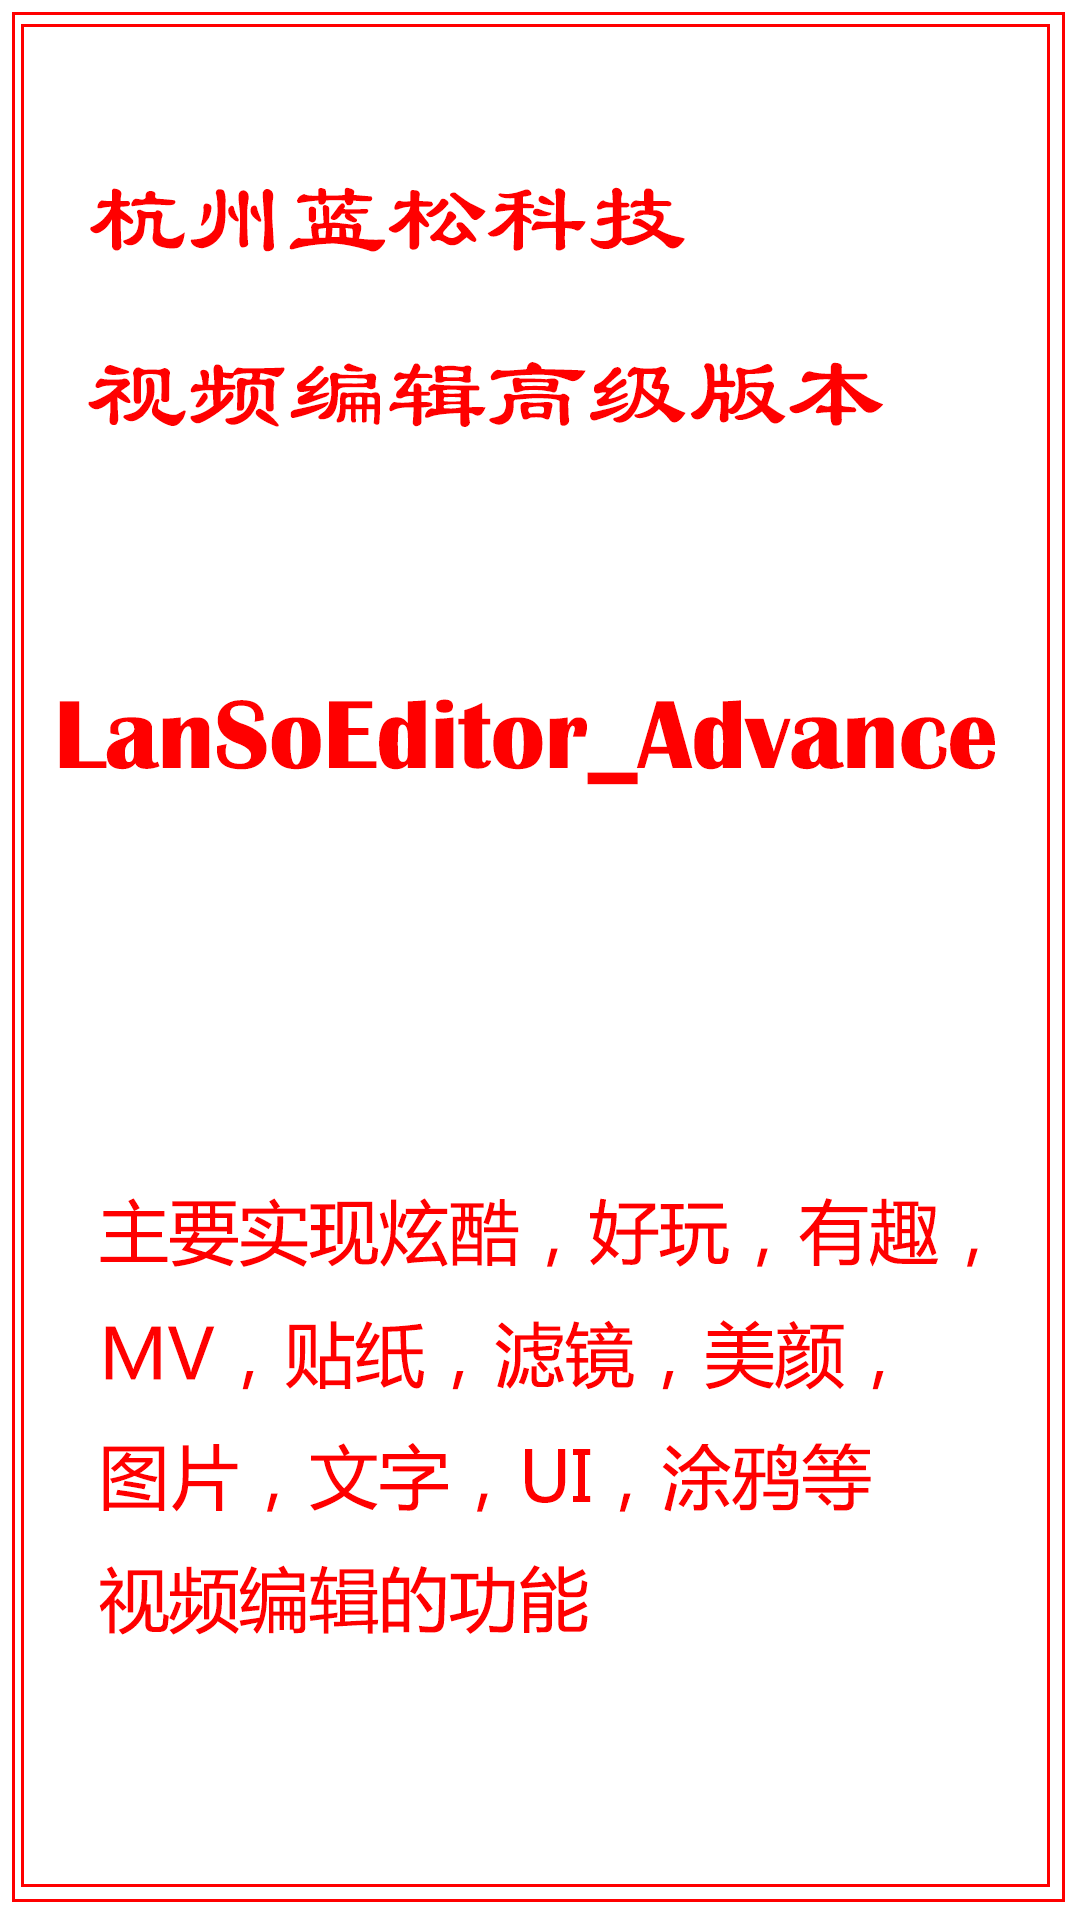 杭州蓝松科技
视频编辑高级版本
LanSoEditor_Advance
主要实现炫酷，好玩，有趣，
MV，贴纸，滤镜，美颜，
图片，文字，UI，涂鸦等
视频编辑的功能